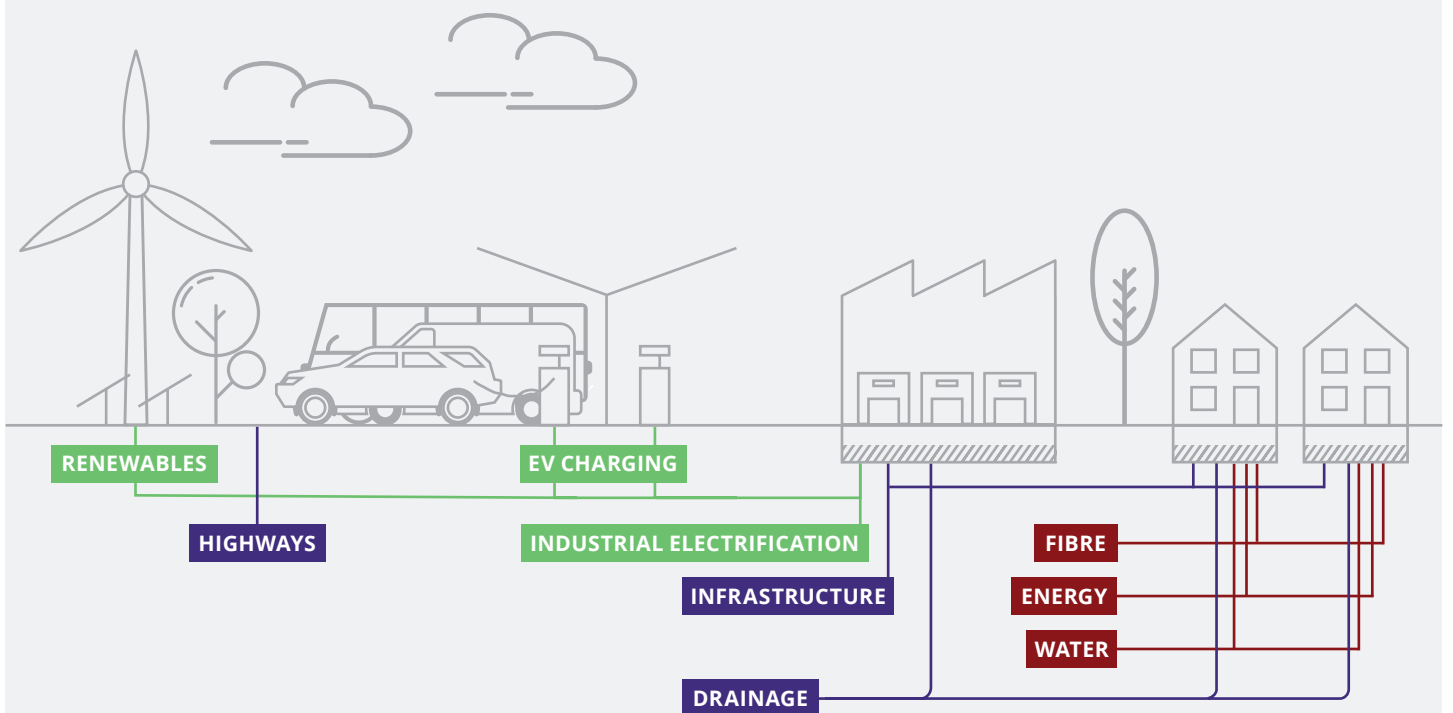 RENEWABLES
EV CHARGING
HIGHWAYS
INDUSTRIAL ELECTRIFICATION
FIBRE
INFRASTRUCTURE
ENERGY
WATER
DRAINAGE